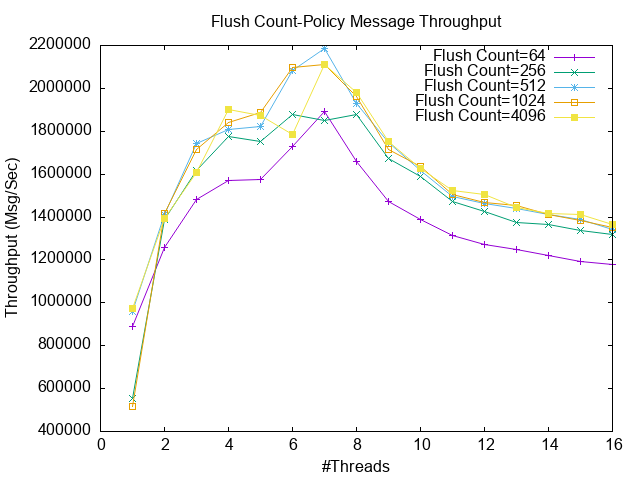 Flush Count-Policy Message Throughput
2200000
2000000
1800000
1600000
1400000
1200000
1000000
800000
600000
400000
Throughput (Msg/Sec)
Flush Count=64
Flush Count=256
Flush Count=512
Flush Count=1024
Flush Count=4096
0 2 4 6 8 10 12 14 16
#Threads